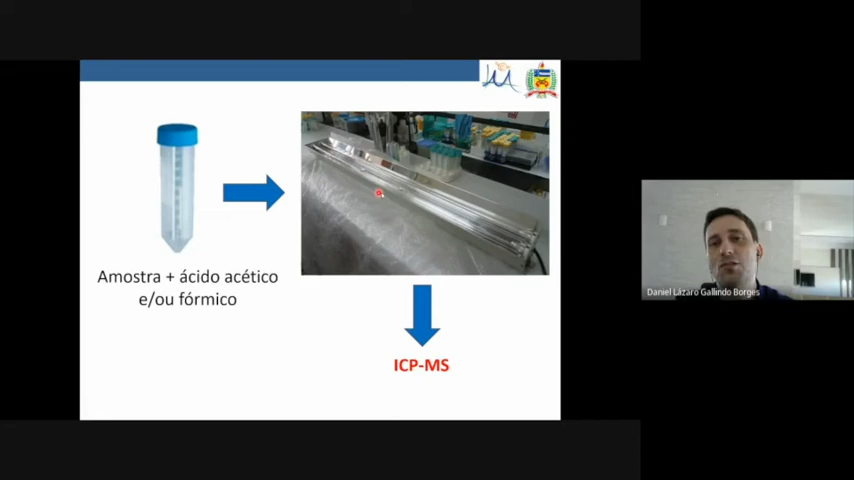 Amostra + ácido acético
e/ou fórmico
ICP-MS
Daniel Lázaro Gallindo Borges